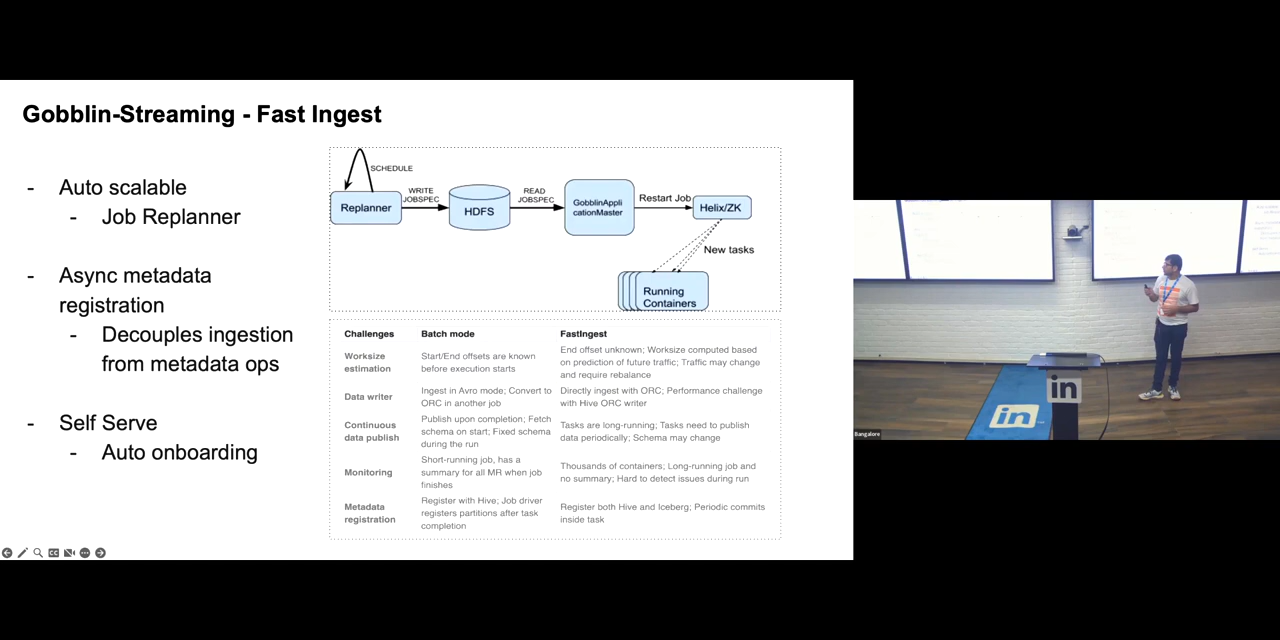 Gobblin-Streaming - Fast Ingest
- Auto scalable
- Job Replanner
- Async metadata
registration
- Decouples ingestion
from metadata ops
- Self Serve
- Auto onboarding
SCHEDULE
Replanner
WRITE
JOBSPEC
HDFS
READ
JOBSPEC
GobblinAppli
cationMaster
Restart Job
Helix/ZK
New tasks
Running
Containers
Challenges
Batch mode
FastIngest
Worksize
estimation
Start/End offsets are known
before execution starts
End offset unknown; Worksize computed based
on prediction of future traffic; Traffic may change
and require rebalance
Data writer
Ingest in Avro mode; Convert to
ORC in another job
Directly ingest with ORC; Performance challenge
with Hive ORC writer
Continuous
data publish
Publish upon completion; Fetch
schema on start; Fixed schema
during the run
Tasks are long-running; Tasks need to publish
data periodically; Schema may change
Monitoring
Short-running job, has a
summary for all MR when job
finishes
Thousands of containers; Long-running job and
no summary; Hard to detect issues during run
Metadata
registration
Register with Hive; Job driver
registers partitions after task
completion
Register both Hive and Iceberg; Periodic commits
inside task
in
in
Bangalore